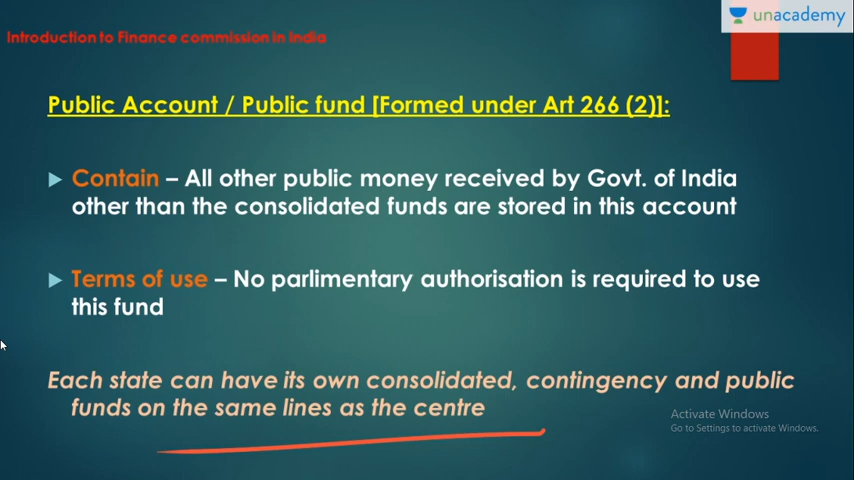 unacademy
Introduction to Finance commission in India
Public Account / Public fund [Formed under Art 266 (2)]:
Contain – All other public money received by Govt. of India
other than the consolidated funds are stored in this account
Terms of use – No parlimentary authorisation is required to use
this fund
Each state can have its own consolidated, contingency and public
funds on the same lines as the centre
Activate Windows
Go to Settings to activate Windows.